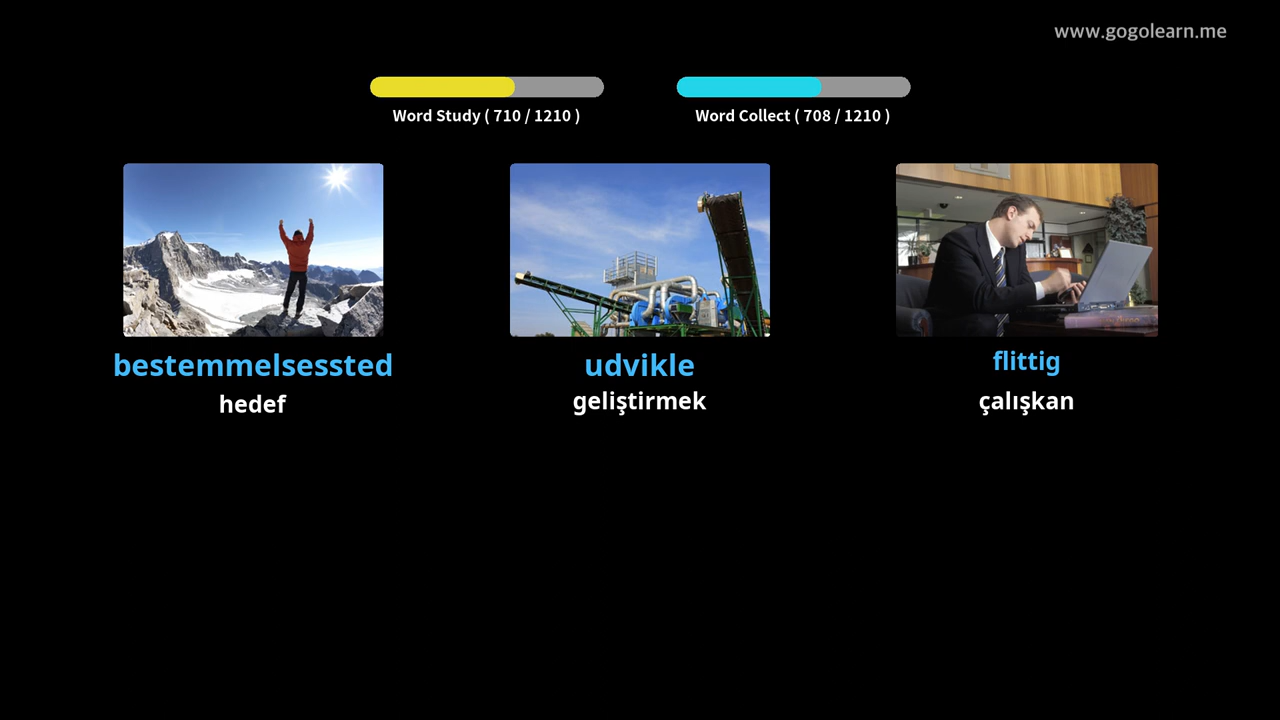 www.gogolearn.me
Word Study ( 710 / 1210 )
Word Collect ( 708 / 1210 )
bestemmelsessted
hedef
udvikle
geliştirmek
flittig
çalışkan